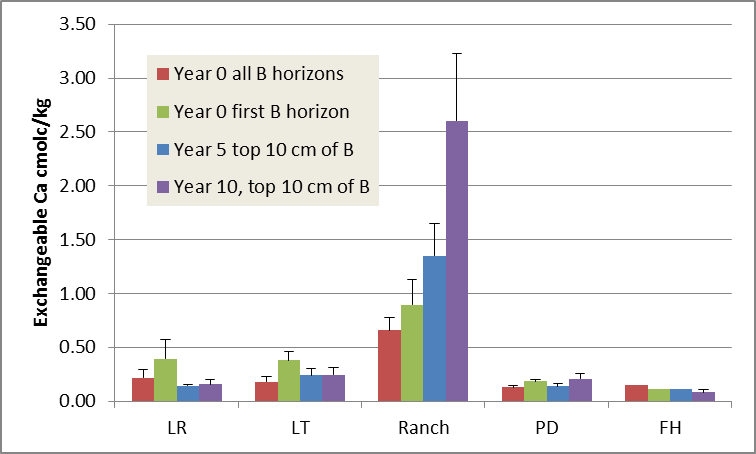 3.50
3.00
2.50
2.00
1.50
1.00
0.50
0.00
Exchangeable Ca cmolc/kg
Year 0 all B horizons
Year 0 first B horizon
Year 5 top 10 cm of B
Year 10, top 10 cm of B
LR LT Ranch PD FH